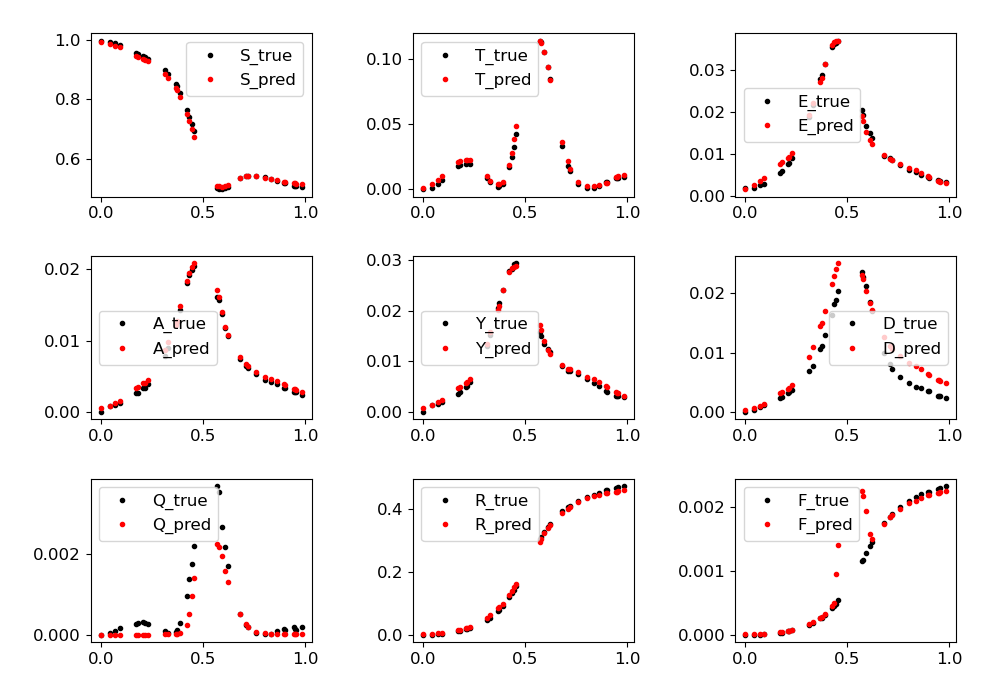 1.0
0.8
0.6
S_true
S_pred
0.0 0.5 1.0
0.10
0.05
0.00
T_true
T_pred
0.0 0.5 1.0
0.03
0.02
0.01
0.00
E_true
E_pred
0.0 0.5 1.0
0.02
0.01
0.00
A_true
A_pred
0.0 0.5 1.0
0.03
0.02
0.01
0.00
Y_true
Y_pred
0.0 0.5 1.0
0.02
0.01
0.00
D_true
D_pred
0.0 0.5 1.0
0.002
0.000
Q_true
Q_pred
0.0 0.5 1.0
0.4
0.2
0.0
R_true
R_pred
0.0 0.5 1.0
0.002
0.001
0.000
F_true
F_pred
0.0 0.5 1.0